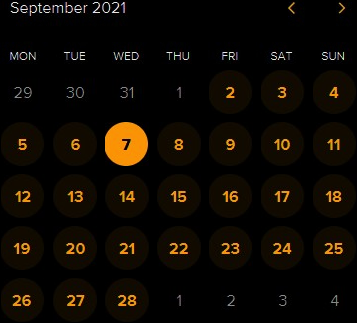 September 2021
MON TUE WED THU FRI SAT SUN
29 30 31 1 2 3 4
5 6 7 8 9 10 11
12 13 14 15 16 17 18
19 20 21 22 23 24 25
26 27 28 1 2 3 4